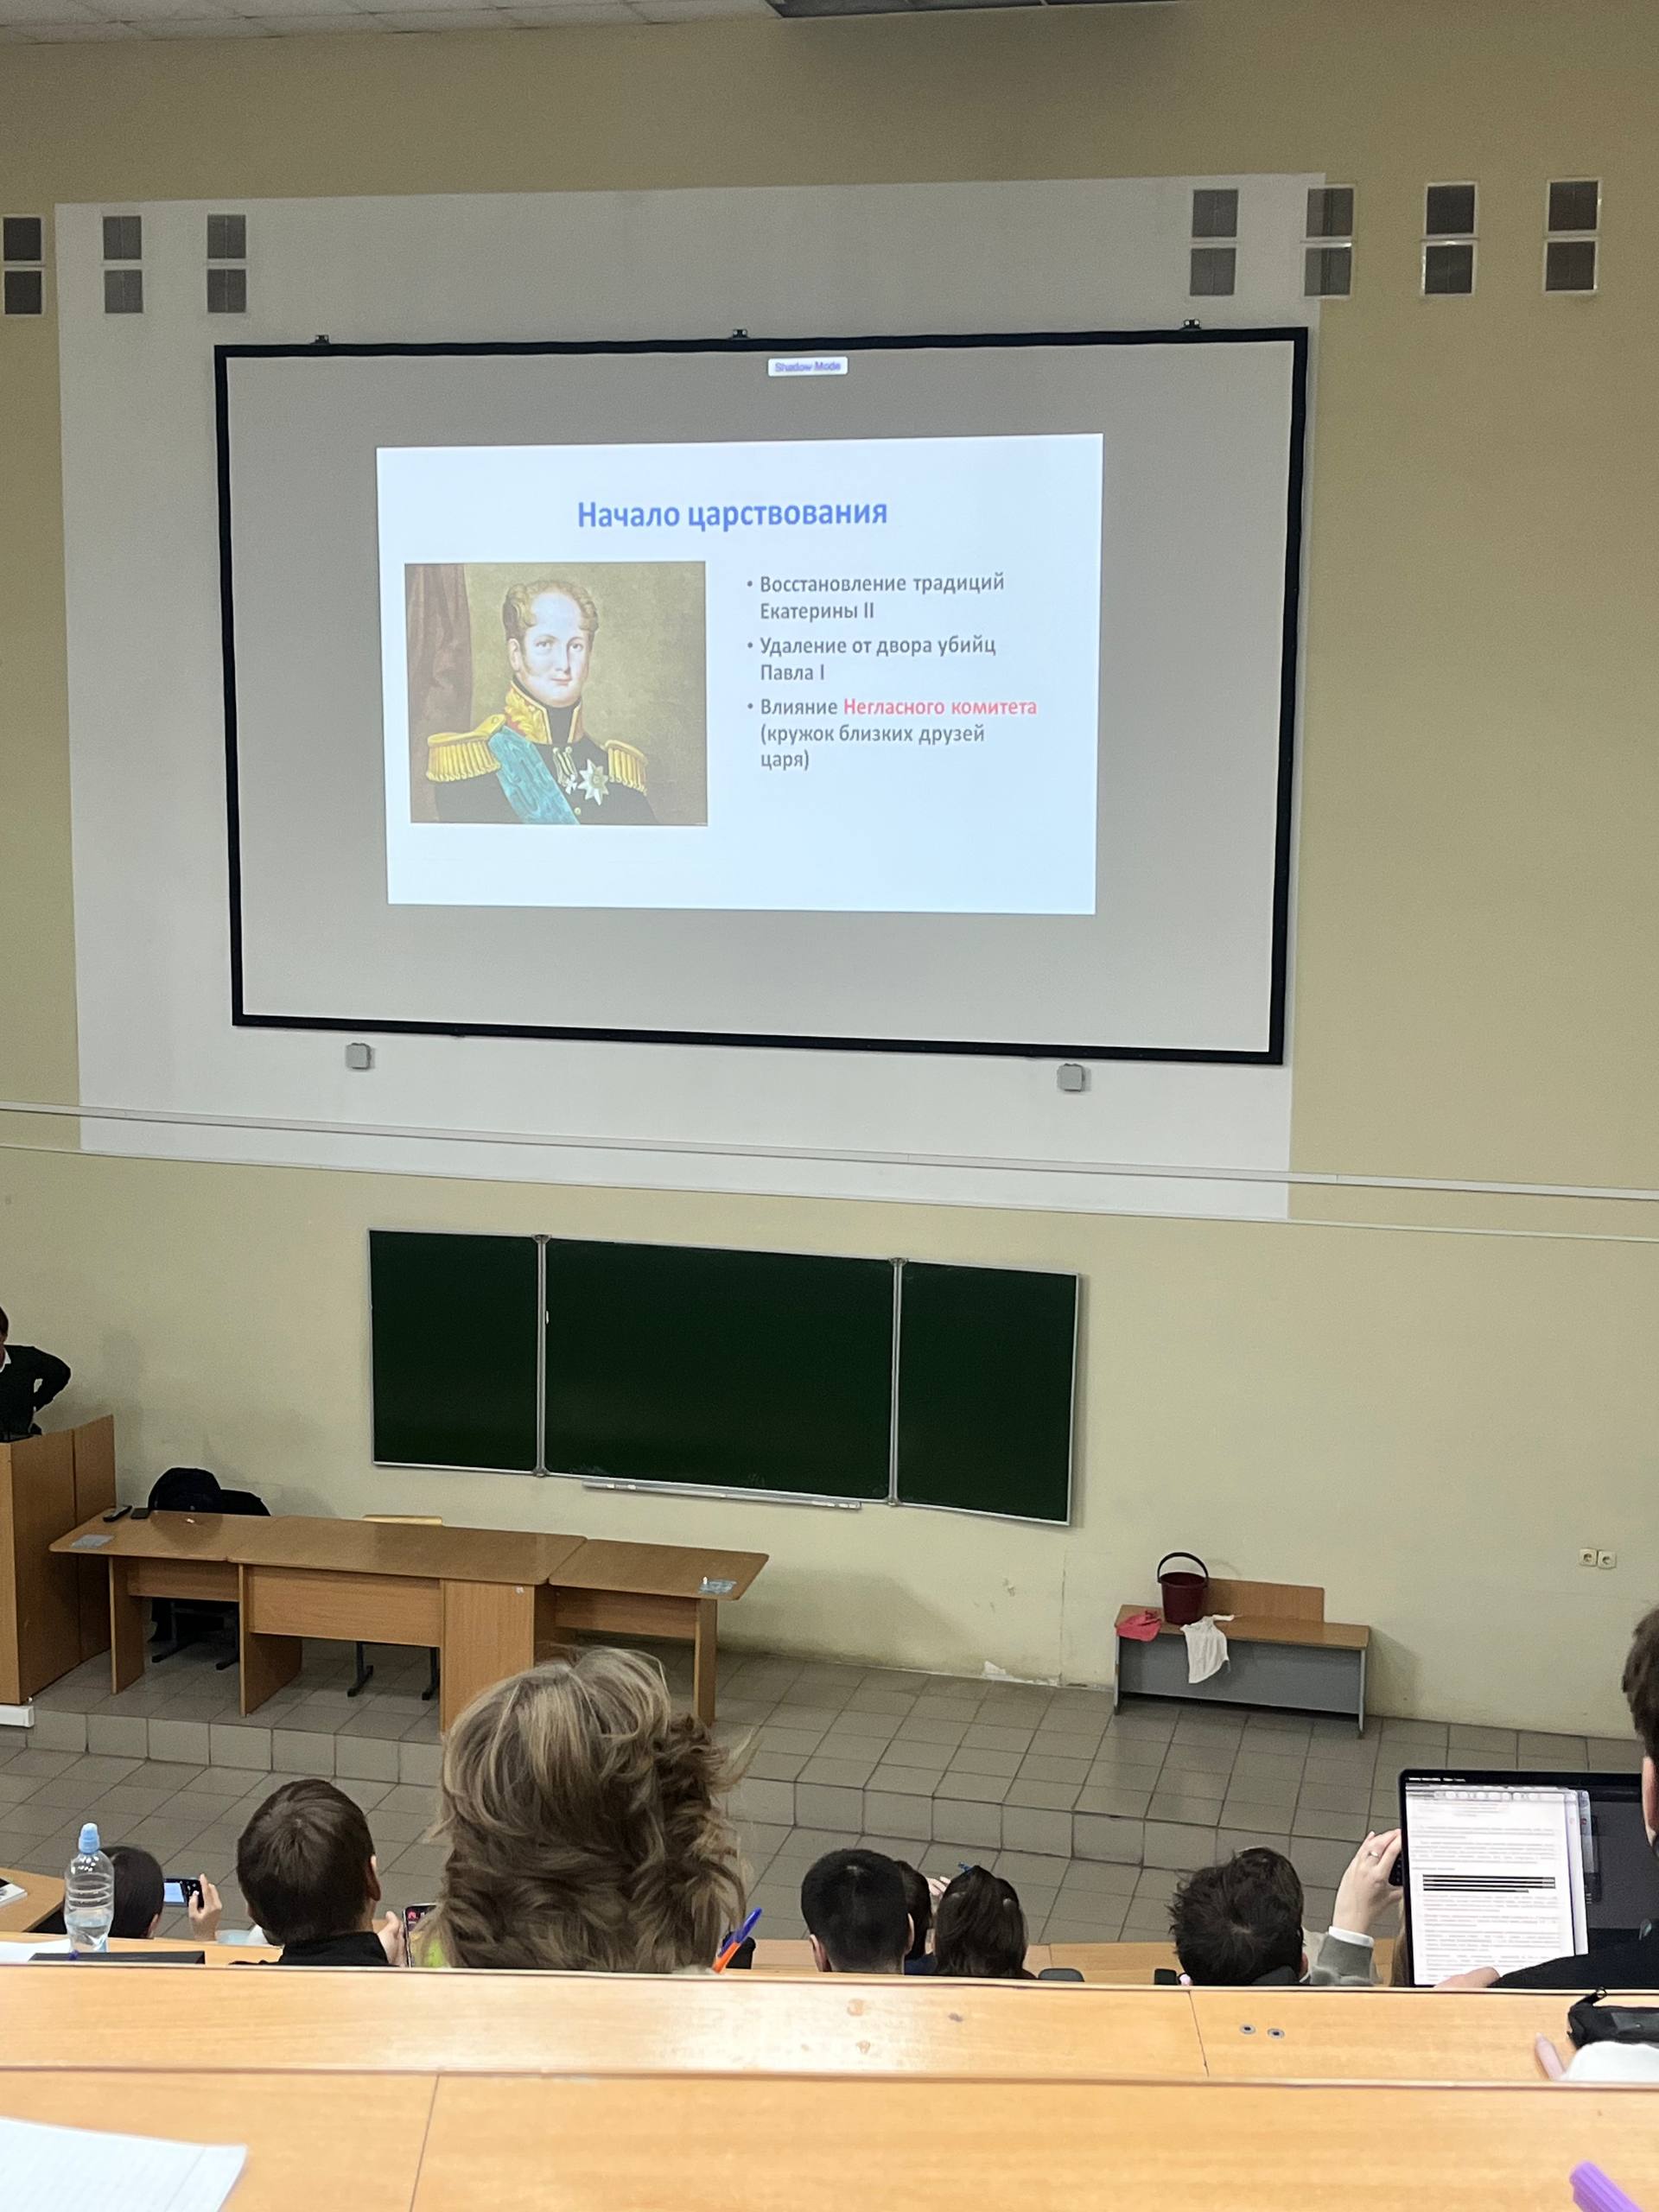 Shadow Mode
Начало царствования
• Восстановление традиций
Екатерины II
• Удаление от двора убийц
Павла I
• Влияние Негласного комитета
(кружок близких друзей
царя)